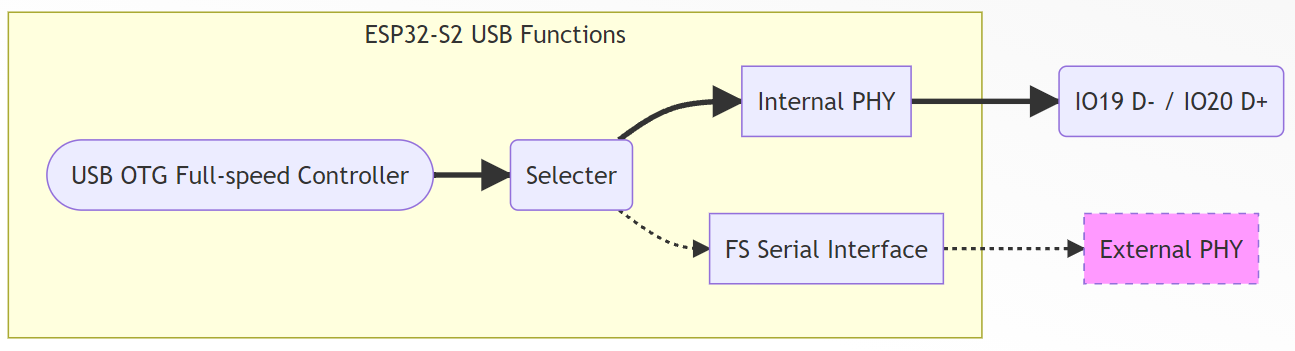 ESP32-S2 USB Functions
Internal PHY
IO19 D- / IO20 D+
USB OTG Full-speed Controller
Selecter
FS Serial Interface
External PHY